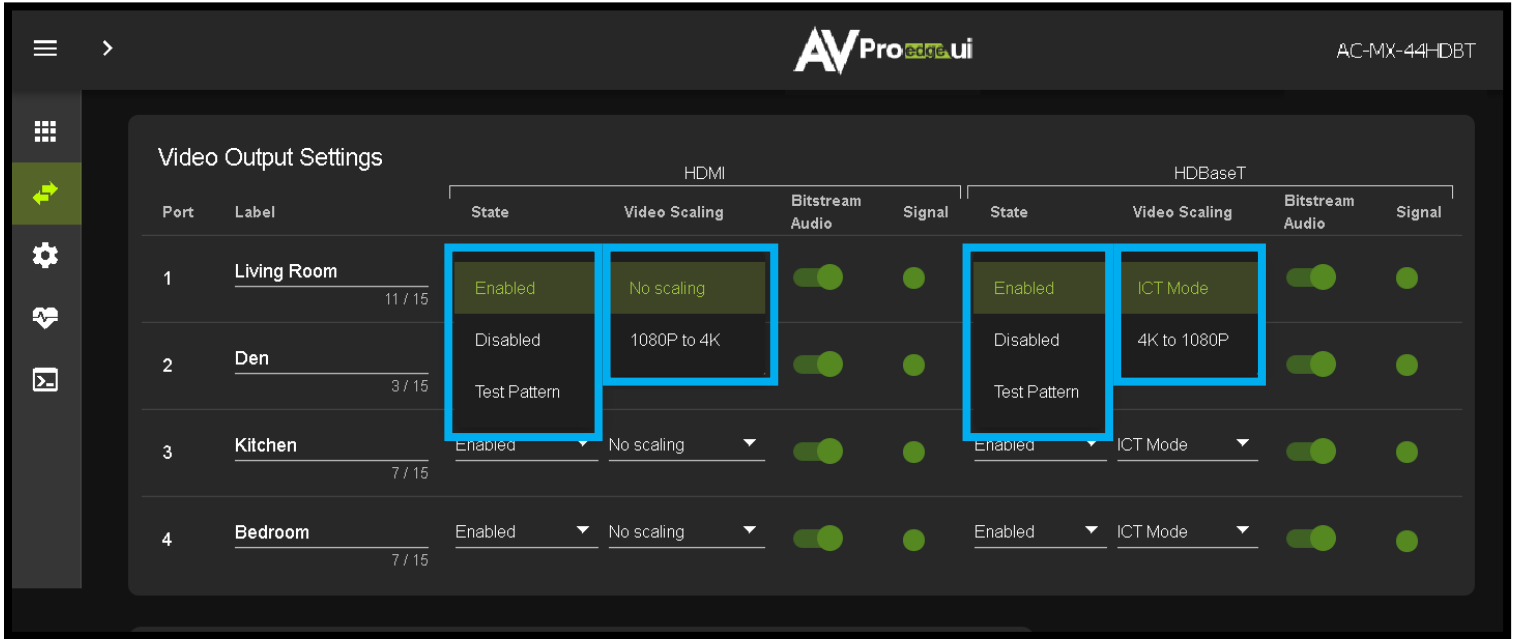 AVPro edge.ui
AC-MX-44HDBT
Video Output Settings
HDMI
HDBaseT
Port Label State Video Scaling Bitstream Audio Signal State Video Scaling Bitstream Audio Signal
1 Living Room Enabled No scaling Enabled ICT Mode
11 / 15
Disabled 1080P to 4K Disabled 4K to 1080P
2 Den
3 / 15
Test Pattern Test Pattern
3 Kitchen Enabled No scaling Enabled ICT Mode
7 / 15
4 Bedroom Enabled No scaling Enabled ICT Mode
7 / 15